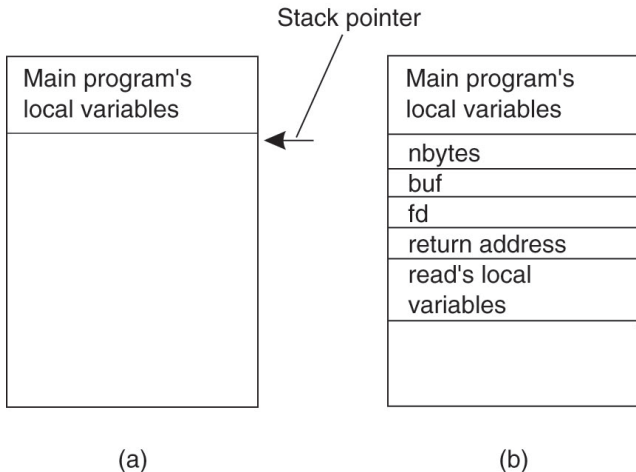 Stack pointer
Main program's
local variables
Main program's
local variables
nbytes
buf
fd
return address
read's local
variables
(a)
(b)